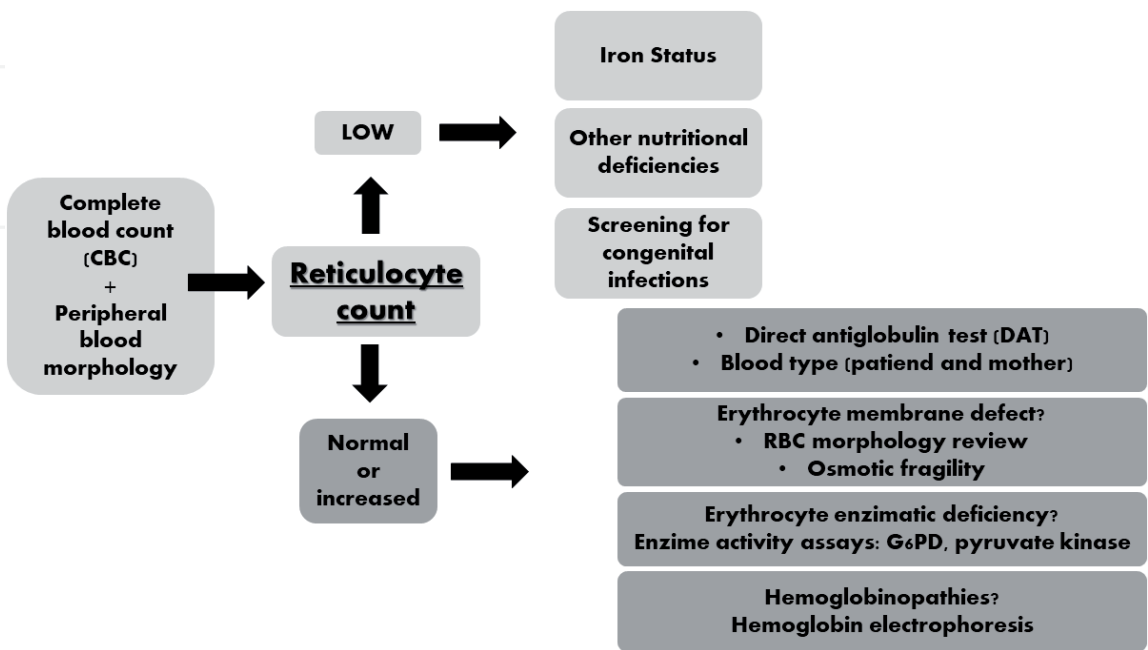 Complete
blood count
(CBC)
+
Peripheral
blood
morphology
Reticulocyte
count
LOW
Iron Status
Other nutritional
deficiencies
Screening for
congenital
infections
Normal
or
increased
• Direct antiglobulin test (DAT)
• Blood type (patiend and mother)
Erythrocyte membrane defect?
• RBC morphology review
• Osmotic fragility
Erythrocyte enzimatic deficiency?
Enzime activity assays: G6PD, pyruvate kinase
Hemoglobinopathies?
Hemoglobin electrophoresis